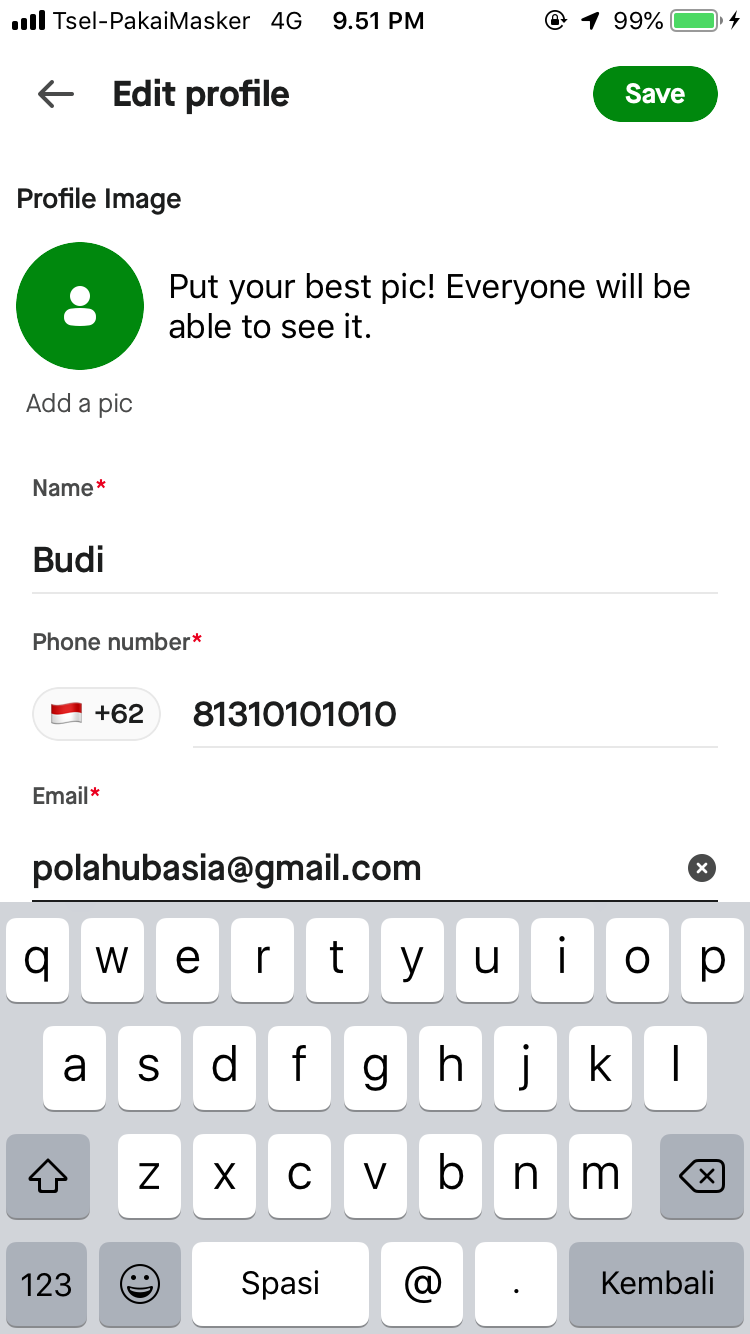 Tsel-PakaiMasker 4G 9.51 PM 99%
Edit profile Save
Profile Image
Put your best pic! Everyone will be
able to see it.
Add a pic
Name*
Budi
Phone number*
+62 81310101010
Email*
polahubasia@gmail.com
q w e r t y u i o p
a s d f g h j k l
z x c v b n m
123 Spasi @ . Kembali